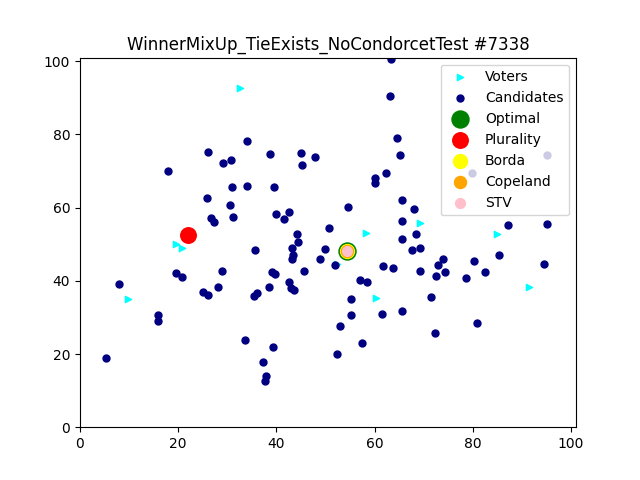 WinnerMixUp_TieExists_NoCondorcetTest #7338
100
80
60
40
20
0
0 20 40 60 80 100
Voters
Candidates
Optimal
Plurality
Borda
Copeland
STV